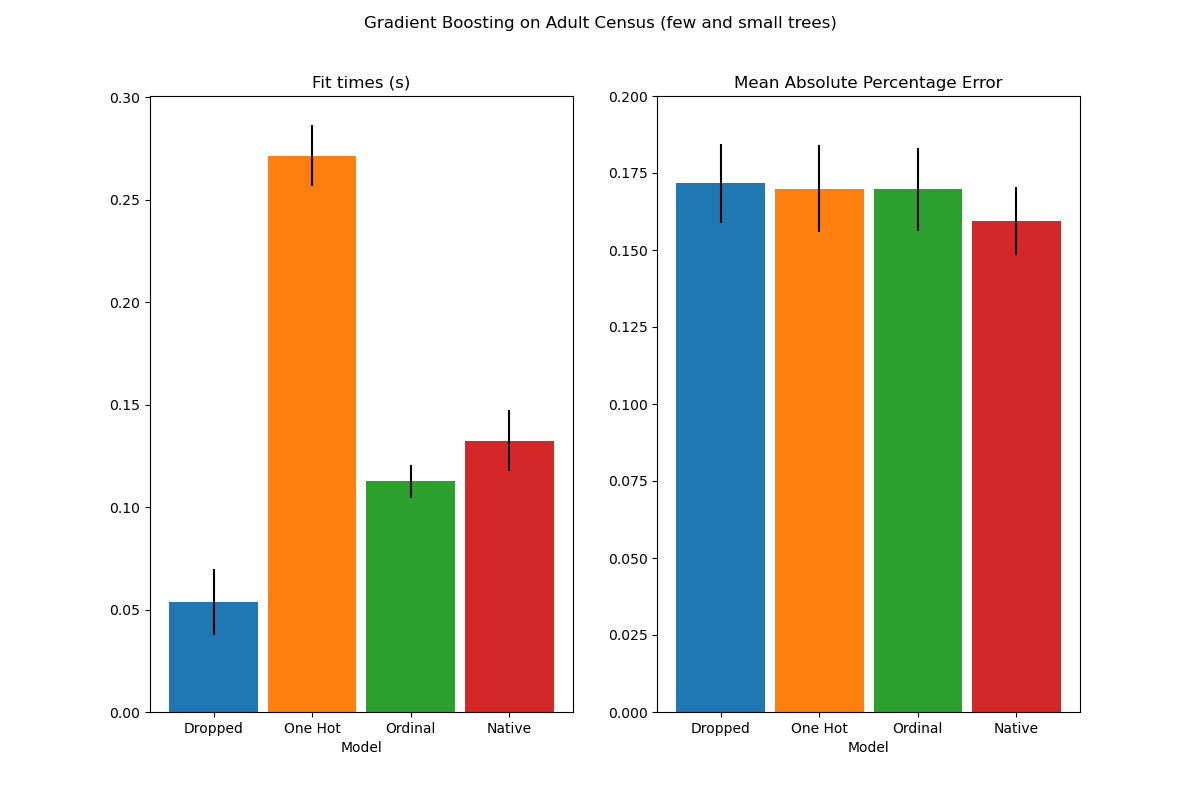 Gradient Boosting on Adult Census (few and small trees)
Fit times (s)
0.30
0.25
0.20
0.15
0.10
0.05
0.00
Dropped One Hot Ordinal Native
Model
Mean Absolute Percentage Error
0.200
0.175
0.150
0.125
0.100
0.075
0.050
0.025
0.000
Dropped One Hot Ordinal Native
Model